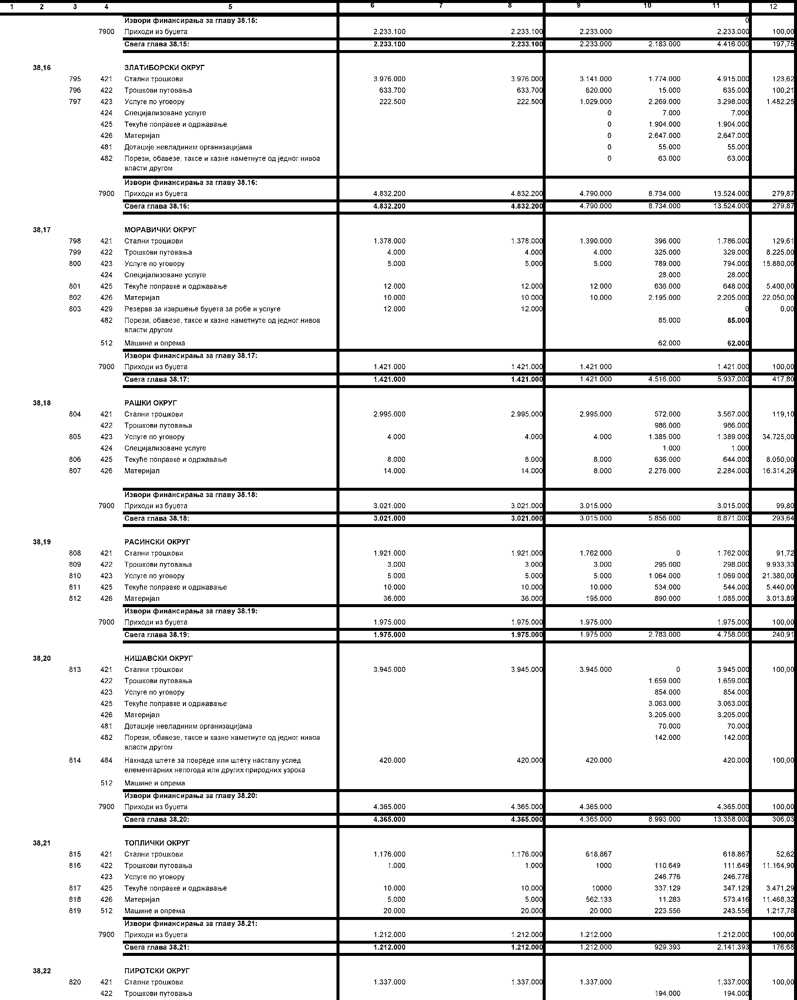 1 2 3 4 5 6 7 8 9 10 11 12
Извори финансирања за главу 38.15: 0
7900 Приходи из буџета 2.233.100 2.233.100 2.233.000 2.233.000 100,00
Свега глава 38.15: 2.233.100 2.233.100 2.233.000 2.183.000 4.416.000 197,75
38,16 ЗЛАТИБОРСКИ ОКРУГ
795 421 Стални трошкови 3.976.000 3.976.000 3.141.000 1.774.000 4.915.000 123,62
796 422 Трошкови путовања 633.700 633.700 620.000 15.000 635.000 100,21
797 423 Услуге по уговору 222.500 222.500 1.029.000 2.269.000 3.298.000 1.482,25
424 Специјализоване услуге 0 7.000 7.000
425 Текуће поправке и одржавање 0 1.904.000 1.904.000
426 Материјал 0 2.647.000 2.647.000
481 Дотације невладиним организацијама 0 55.000 55.000
482 Порези, обавезе, таксе и казне наметнуте од једног нивоа 0 63.000 63.000
власти другом
Извори финансирања за главу 38.16:
7900 Приходи из буџета 4.832.200 4.832.200 4.790.000 8.734.000 13.524.000 279,87
Свега глава 38.16: 4.832.200 4.832.200 4.790.000 8.734.000 13.524.000 279,87
38,17 МОРАВИЧКИ ОКРУГ
798 421 Стални трошкови 1.378.000 1.378.000 1.390.000 396.000 1.786.000 129,61
799 422 Трошкови путовања 4.000 4.000 4.000 325.000 329.000 8.225,00
800 423 Услуге по уговору 5.000 5.000 5.000 789.000 794.000 15.880,00
424 Специјализоване услуге 28.000 28.000
801 425 Текуће поправке и одржавање 12.000 12.000 12.000 636.000 648.000 5.400,00
802 426 Материјал 10.000 10.000 10.000 2.195.000 2.205.000 22.050,00
803 429 Резерва за извршење буџета за робе и услуге 12.000 12.000 0 0,00
482 Порези, обавезе, таксе и казне наметнуте од једног нивоа 85.000 85.000
власти другом
512 Машине и опрема 62.000 62.000
Извори финансирања за главу 38.17:
7900 Приходи из буџета 1.421.000 1.421.000 1.421.000 1.421.000 100,00
Свега глава 38.17: 1.421.000 1.421.000 1.421.000 4.516.000 5.937.000 417,80
38,18 РАШКИ ОКРУГ
804 421 Стални трошкови 2.995.000 2.995.000 2.995.000 572.000 3.567.000 119,10
422 Трошкови путовања 986.000 986.000
805 423 Услуге по уговору 4.000 4.000 4.000 1.385.000 1.389.000 34.725,00
424 Специјализоване услуге 1.000 1.000
806 425 Текуће поправке и одржавање 8.000 8.000 8.000 636.000 644.000 8.050,00
807 426 Материјал 14.000 14.000 8.000 2.276.000 2.284.000 16.314,29
Извори финансирања за главу 38.18:
7900 Приходи из буџета 3.021.000 3.021.000 3.015.000 3.015.000 99,80
Свега глава 38.18: 3.021.000 3.021.000 3.015.000 5.856.000 8.871.000 293,64
38,19 РАСИНСКИ ОКРУГ
808 421 Стални трошкови 1.921.000 1.921.000 1.762.000 0 1.762.000 91,72
809 422 Трошкови путовања 3.000 3.000 3.000 295.000 298.000 9.933,33
810 423 Услуге по уговору 5.000 5.000 5.000 1.064.000 1.069.000 21.380,00
811 425 Текуће поправке и одржавање 10.000 10.000 10.000 534.000 544.000 5.440,00
812 426 Материјал 36.000 36.000 195.000 890.000 1.085.000 3.013,89
Извори финансирања за главу 38.19:
7900 Приходи из буџета 1.975.000 1.975.000 1.975.000 1.975.000 100,00
Свега глава 38.19: 1.975.000 1.975.000 1.975.000 2.783.000 4.758.000 240,91
38,20 НИШАВСКИ ОКРУГ
813 421 Стални трошкови 3.945.000 3.945.000 3.945.000 0 3.945.000 100,00
422 Трошкови путовања 1.659.000 1.659.000
423 Услуге по уговору 854.000 854.000
425 Текуће поправке и одржавање 3.063.000 3.063.000
426 Материјал 3.205.000 3.205.000
481 Дотације невладиним организацијама 70.000 70.000
482 Порези, обавезе, таксе и казне наметнуте од једног нивоа 142.000 142.000
власти другом
814 484 Накнада штете за повреде или штету насталу услед 420.000 420.000 420.000 420.000 100,00
елементарних непогода или других природних узрока
512 Машине и опрема
Извори финансирања за главу 38.20:
7900 Приходи из буџета 4.365.000 4.365.000 4.365.000 4.365.000 100,00
Свега глава 38.20: 4.365.000 4.365.000 4.365.000 8.993.000 13.358.000 306,03
38,21 ТОПЛИЧКИ ОКРУГ
815 421 Стални трошкови 1.176.000 1.176.000 618.867 618.867 52,62
816 422 Трошкови путовања 1.000 1.000 1000 110.649 111.649 11.164,90
423 Услуге по уговору 246.776 246.776
817 425 Текуће поправке и одржавање 10.000 10.000 10000 337.129 347.129 3.471,29
818 426 Материјал 5.000 5.000 562.133 11.283 573.416 11.468,32
819 512 Машине и опрема 20.000 20.000 20.000 223.556 243.556 1.217,78
Извори финансирања за главу 38.21:
7900 Приходи из буџета 1.212.000 1.212.000 1.212.000 1.212.000 100,00
Свега глава 38.21: 1.212.000 1.212.000 1.212.000 929.393 2.141.393 176,68
38,22 ПИРОТСКИ ОКРУГ
820 421 Стални трошкови 1.337.000 1.337.000 1.337.000 1.337.000 100,00
422 Трошкови путовања 194.000 194.000